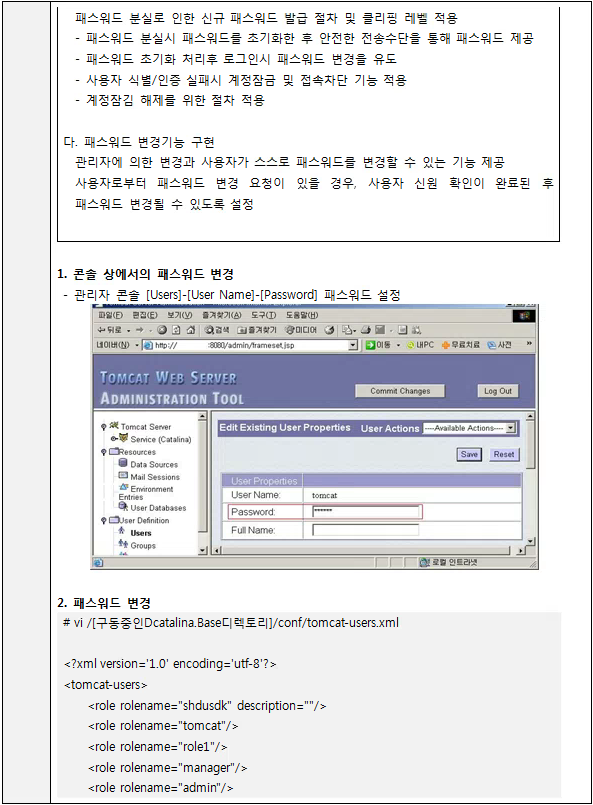 패스워드 분실로 인한 신규 패스워드 발급 절차 및 클리핑 레벨 적용
- 패스워드 분실시 패스워드를 초기화한 후 안전한 전송수단을 통해 패스워드 제공
- 패스워드 초기화 처리후 로그인시 패스워드 변경을 유도
- 사용자 식별/인증 실패시 계정잠금 및 접속차단 기능 적용
- 계정잠김 해제를 위한 절차 적용
다. 패스워드 변경기능 구현
관리자에 의한 변경과 사용자가 스스로 패스워드를 변경할 수 있는 기능 제공
사용자로부터 패스워드 변경 요청이 있을 경우, 사용자 신원 확인이 완료된 후
패스워드 변경될 수 있도록 설정
1. 콘솔 상에서의 패스워드 변경
- 관리자 콘솔 [Users]-[User Name]-[Password] 패스워드 설정
파일(F) 편집(E) 보기(V) 즐겨찾기(A) 도구(T) 도움말(H)
뒤로 검색 즐겨찾기 미디어
주소(D) http:// :8080/admin/frameset.jsp 이동 내PC 무료치료 사전 »
TOMCAT WEB SERVER
ADMINISTRATION TOOL
Commit Changes Log Out
Tomcat Server
Service (Catalina)
Resources
Data Sources
Mail Sessions
Environment
Entries
User Databases
User Definition
Users
Groups
Edit Existing User Properties User Actions ----Available Actions----
Save Reset
User Properties
User Name: tomcat
Password: ******
Full Name:
로컬 인트라넷
2. 패스워드 변경
# vi /[구동중인Dcatalina.Base디렉토리]/conf/tomcat-users.xml
<?xml version='1.0' encoding='utf-8'?>
<tomcat-users>
<role rolename="shdusdk" description=""/>
<role rolename="tomcat"/>
<role rolename="role1"/>
<role rolename="manager"/>
<role rolename="admin"/>